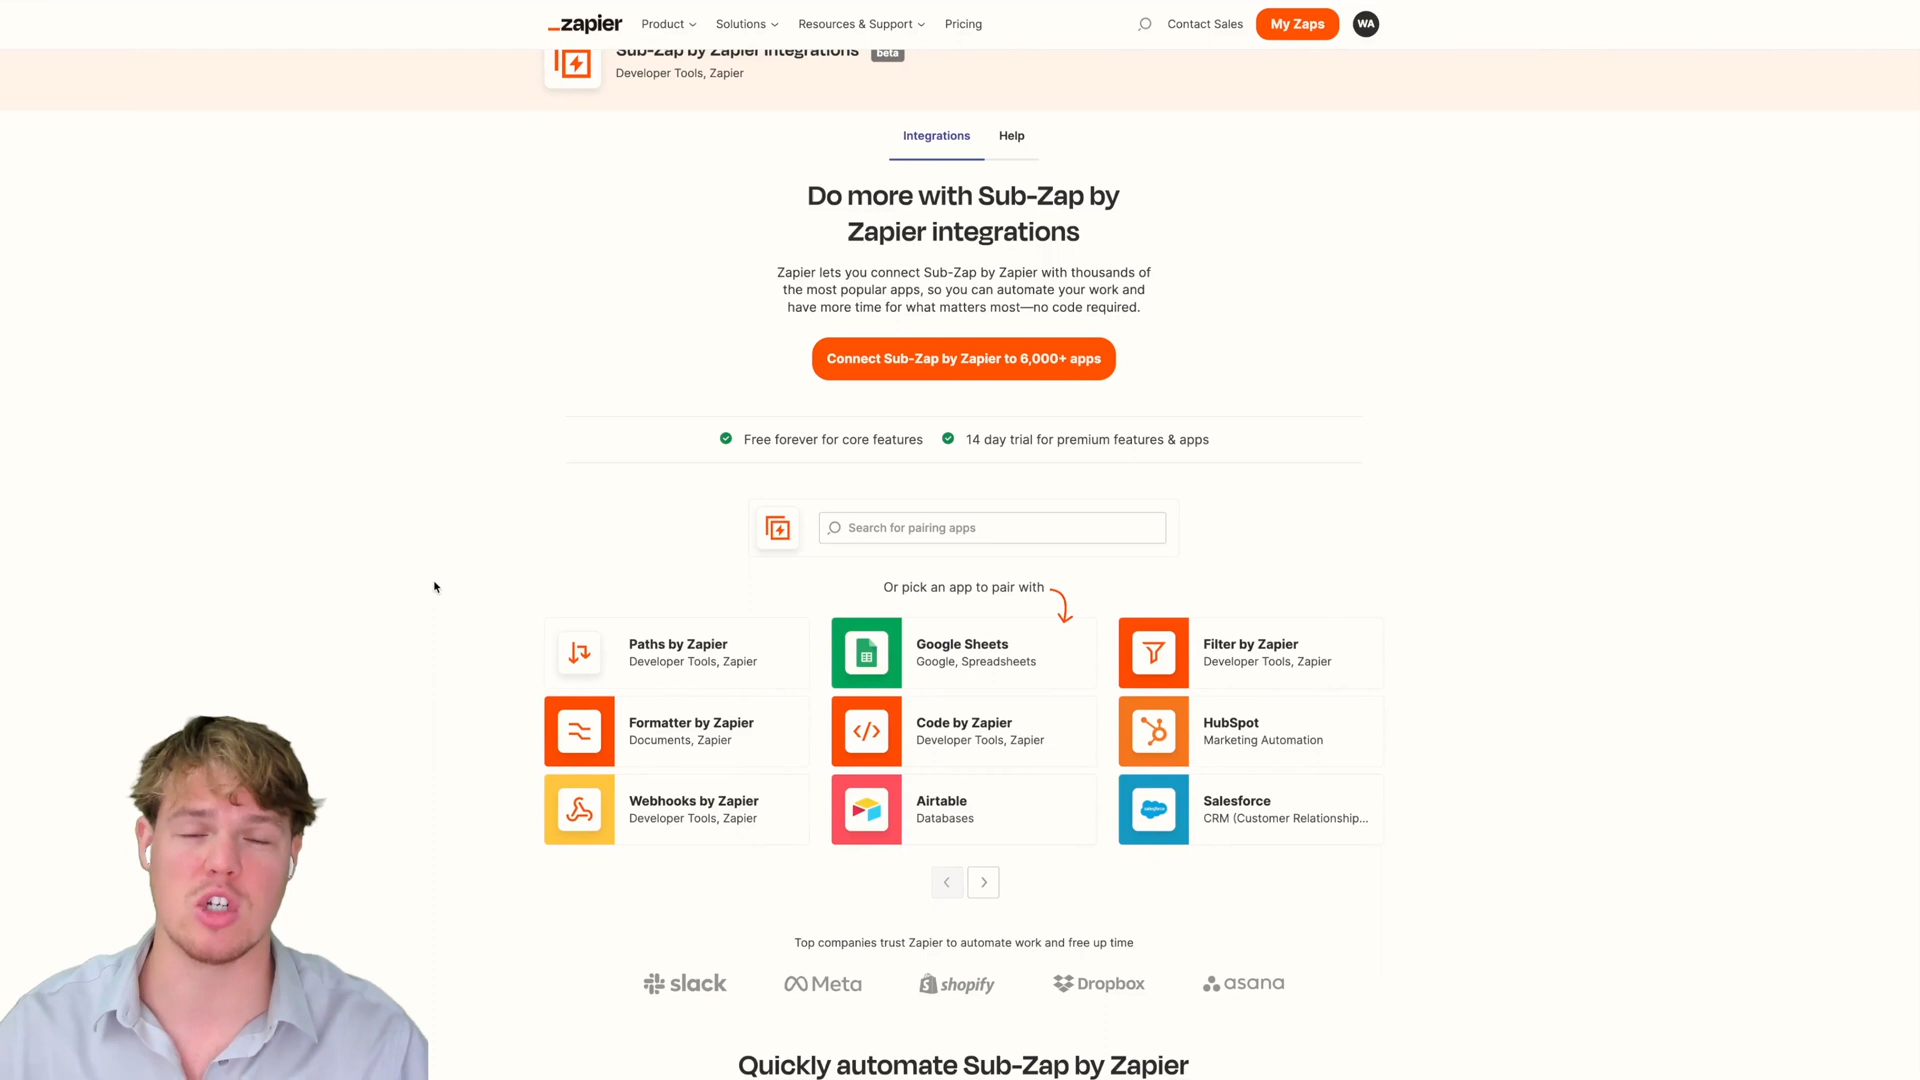 zapier
Product
Solutions
Resources & Support
Pricing
Contact Sales
My Zaps
WA
Sub-Zap by Zapier Integrations
beta
Developer Tools, Zapier
Integrations
Help
Do more with Sub-Zap by
Zapier integrations
Zapier lets you connect Sub-Zap by Zapier with thousands of
the most popular apps, so you can automate your work and
have more time for what matters most—no code required.
Connect Sub-Zap by Zapier to 6,000+ apps
Free forever for core features
14 day trial for premium features & apps
Search for pairing apps
Or pick an app to pair with
Paths by Zapier
Developer Tools, Zapier
Google Sheets
Google, Spreadsheets
Filter by Zapier
Developer Tools, Zapier
Formatter by Zapier
Documents, Zapier
Code by Zapier
Developer Tools, Zapier
HubSpot
Marketing Automation
Webhooks by Zapier
Developer Tools, Zapier
Airtable
Databases
salesforce
Salesforce
CRM (Customer Relationship...
Top companies trust Zapier to automate work and free up time
slack
Meta
shopify
Dropbox
asana
Quickly automate Sub-Zap by Zapier